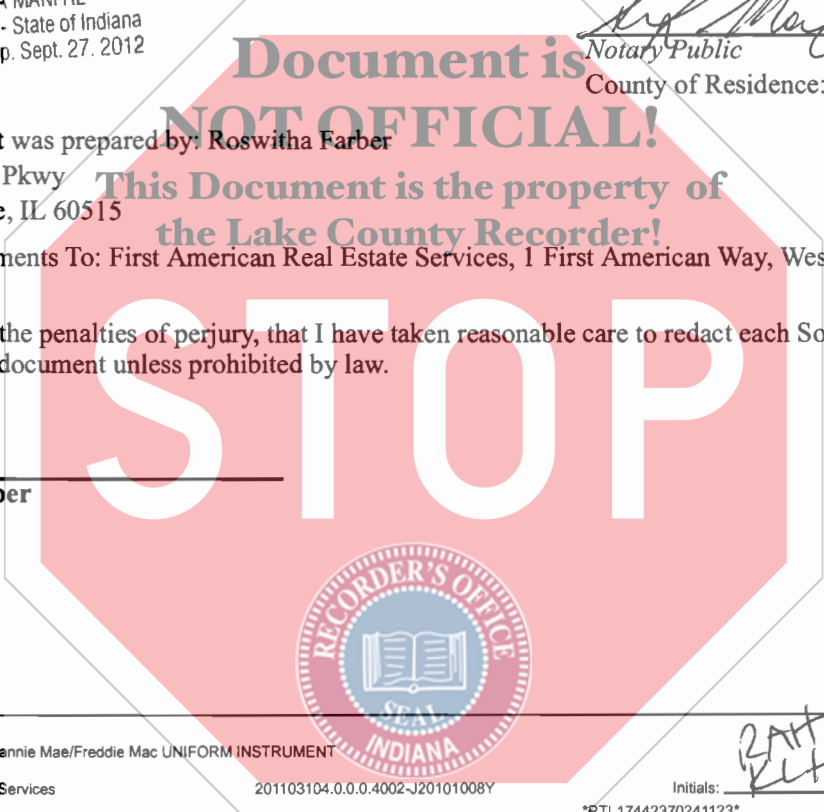 - State of Indiana
p. Sept. 27. 2012
Document is
Notary Public
County of Residence:
NOT OFFICIAL!
t was prepared by: Roswitha Farber
Pkwy
This Document is the property of
e, IL 60515
the Lake County Recorder!
ments To: First American Real Estate Services, 1 First American Way, Wes
the penalties of perjury, that I have taken reasonable care to redact each So
document unless prohibited by law.
STOP
ber
RECORDER'S OFFICE
SEAL
INDIANA
annie Mae/Freddie Mac UNIFORM INSTRUMENT
Services
201103104.0.0.0.4002-J20101008Y
Initials: